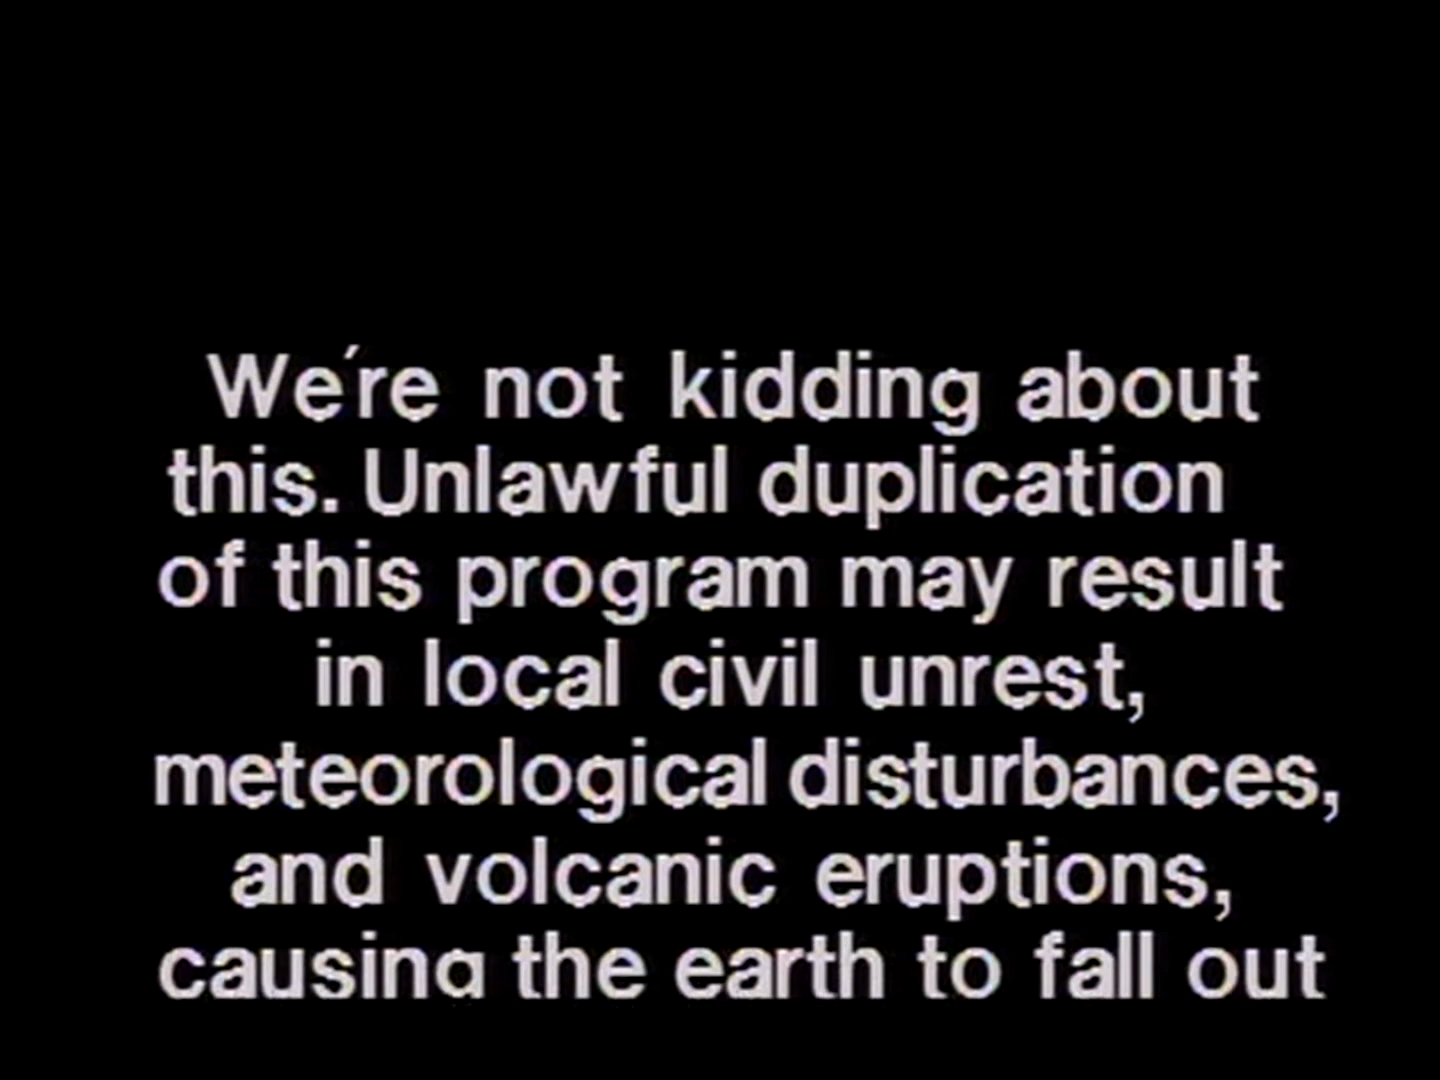 We're not kidding about
this. Unlawful duplication
of this program may result
in local civil unrest,
meteorological disturbances,
and volcanic eruptions,
causing the earth to fall out